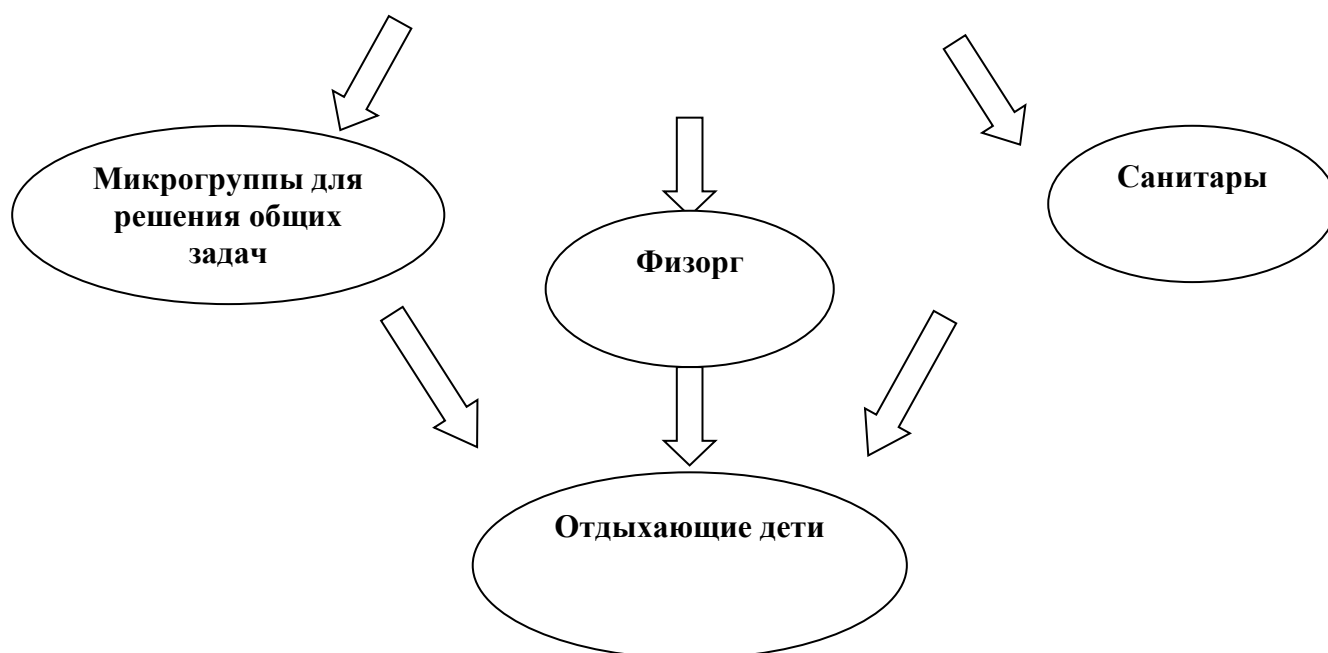 Микрогруппы для
решения общих
задач
Физорг
Санитары
Отдыхающие дети